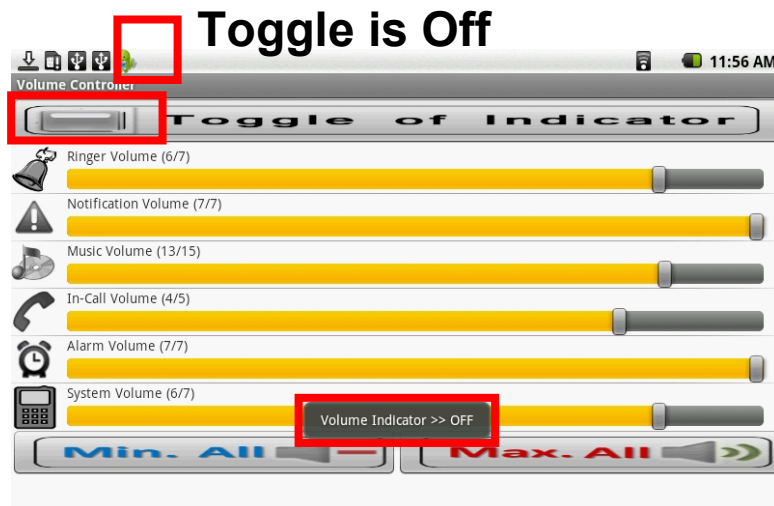 Toggle is Off
11:56 AM
Volume Controller
Toggle of Indicator
Ringer Volume (6/7)
Notification Volume (7/7)
Music Volume (13/15)
In-Call Volume (4/5)
Alarm Volume (7/7)
System Volume (6/7)
Volume Indicator >> OFF
Min. All
Max. All